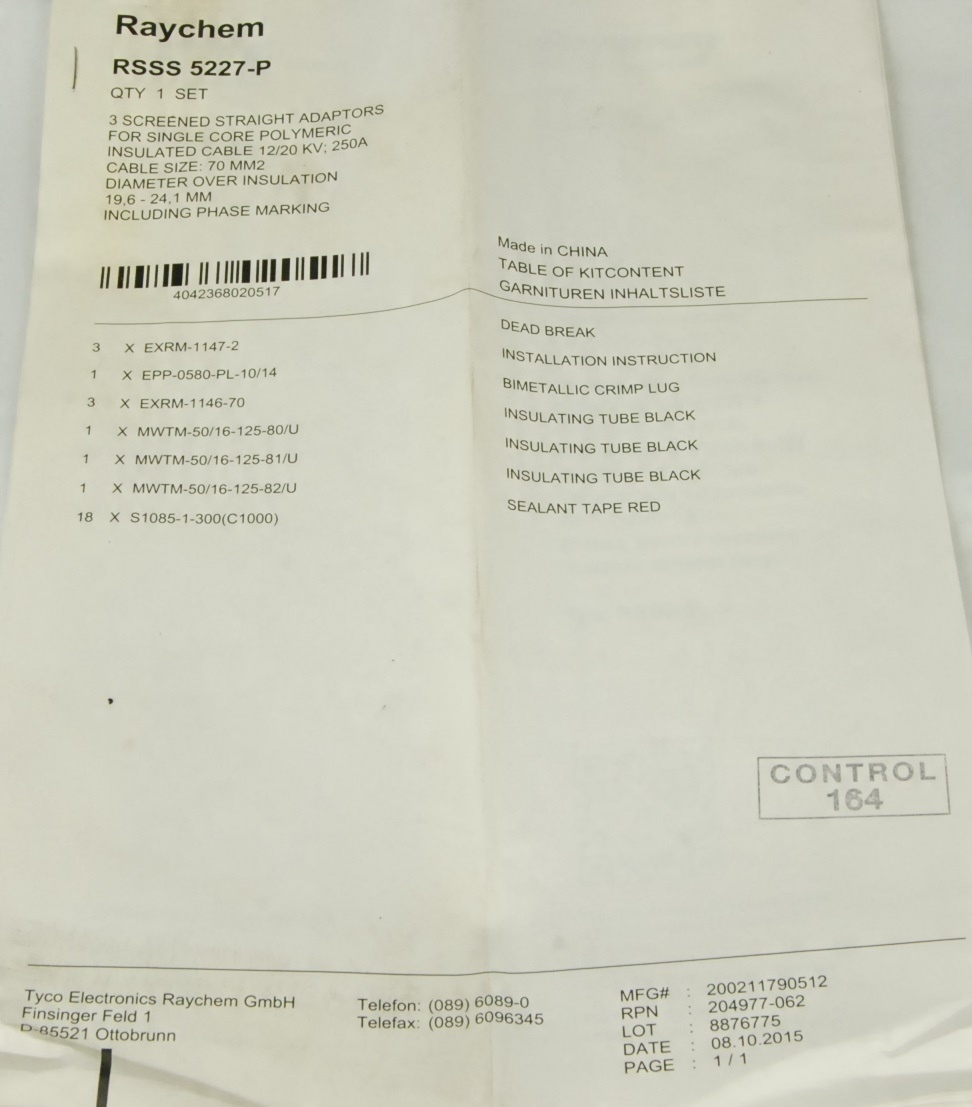 Raychem
RSSS 5227-P
QTY 1 SET
3 SCREENED STRAIGHT ADAPTORS
FOR SINGLE CORE POLYMERIC
INSULATED CABLE 12/20 KV; 250A
CABLE SIZE: 70 MM2
DIAMETER OVER INSULATION
19,6 - 24,1 MM
INCLUDING PHASE MARKING
4042368020517
Made in CHINA
TABLE OF KITCONTENT
GARNITUREN INHALTSLISTE
3 X EXRM-1147-2 DEAD BREAK
1 X EPP-0580-PL-10/14 INSTALLATION INSTRUCTION
3 X EXRM-1146-70 BIMETALLIC CRIMP LUG
1 X MWTM-50/16-125-80/U INSULATING TUBE BLACK
1 X MWTM-50/16-125-81/U INSULATING TUBE BLACK
1 X MWTM-50/16-125-82/U INSULATING TUBE BLACK
18 X S1085-1-300(C1000) SEALANT TAPE RED
CONTROL
164
Tyco Electronics Raychem GmbH
Finsinger Feld 1
D-85521 Ottobrunn
Telefon: (089) 6089-0
Telefax: (089) 6096345
MFG# : 200211790512
RPN : 204977-062
LOT : 8876775
DATE : 08.10.2015
PAGE : 1 / 1